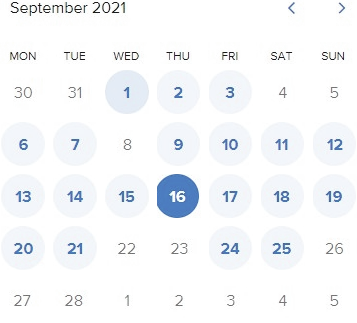 September 2021
MON TUE WED THU FRI SAT SUN
30 31 1 2 3 4 5
6 7 8 9 10 11 12
13 14 15 16 17 18 19
20 21 22 23 24 25 26
27 28 1 2 3 4 5